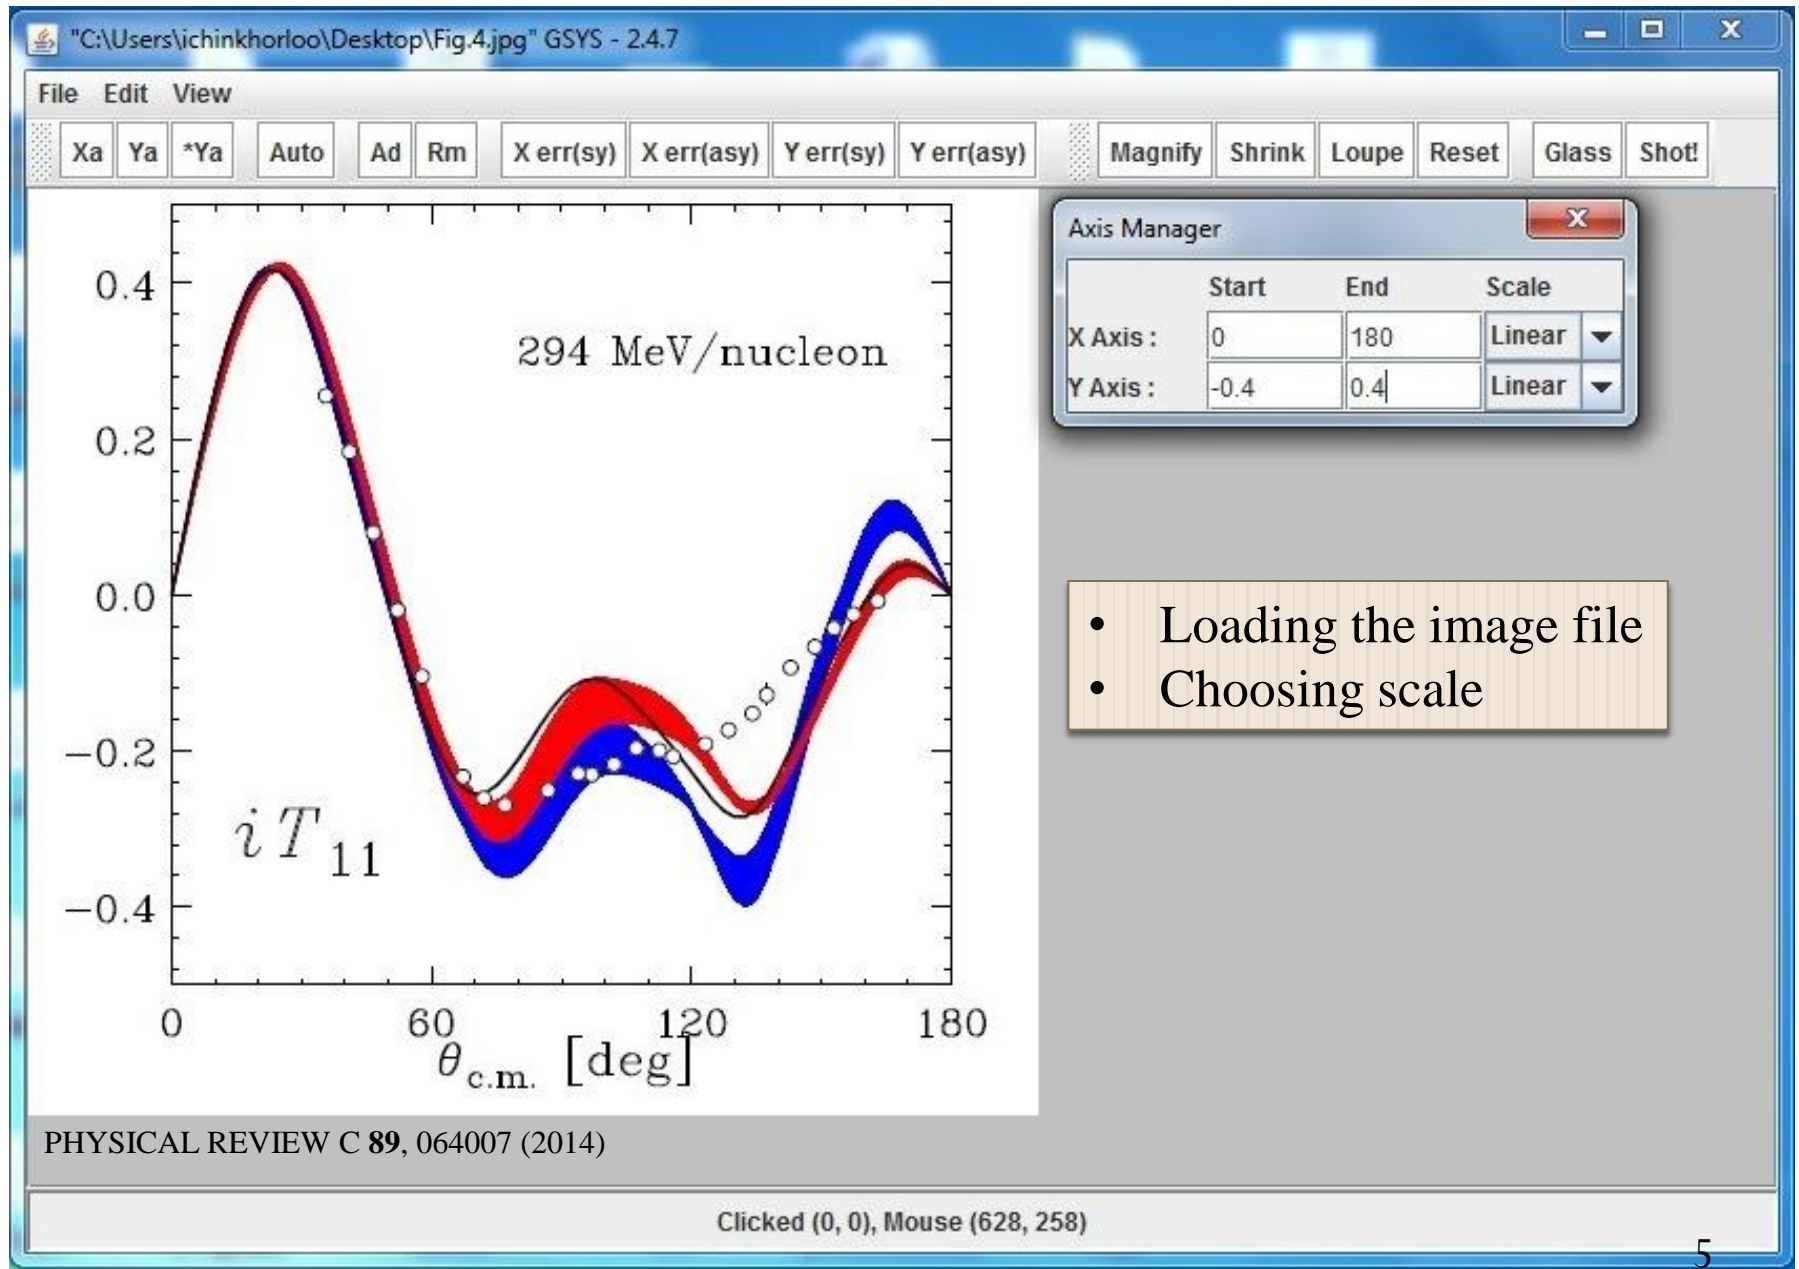 "C:\Users\ichinkhorloo\Desktop\Fig.4.jpg" GSYS - 2.4.7
File Edit View
Xa Ya *Ya Auto Ad Rm X err(sy) X err(asy) Y err(sy) Y err(asy) Magnify Shrink Loupe Reset Glass Shot!
Axis Manager
Start End Scale
X Axis : 0 180 Linear
Y Axis : -0.4 0.4 Linear
0.4
294 MeV/nucleon
0.2
0.0
−0.2
iT11
−0.4
0 60 120 180
θc.m. [deg]
• Loading the image file
• Choosing scale
PHYSICAL REVIEW C 89, 064007 (2014)
Clicked (0, 0), Mouse (628, 258)
5